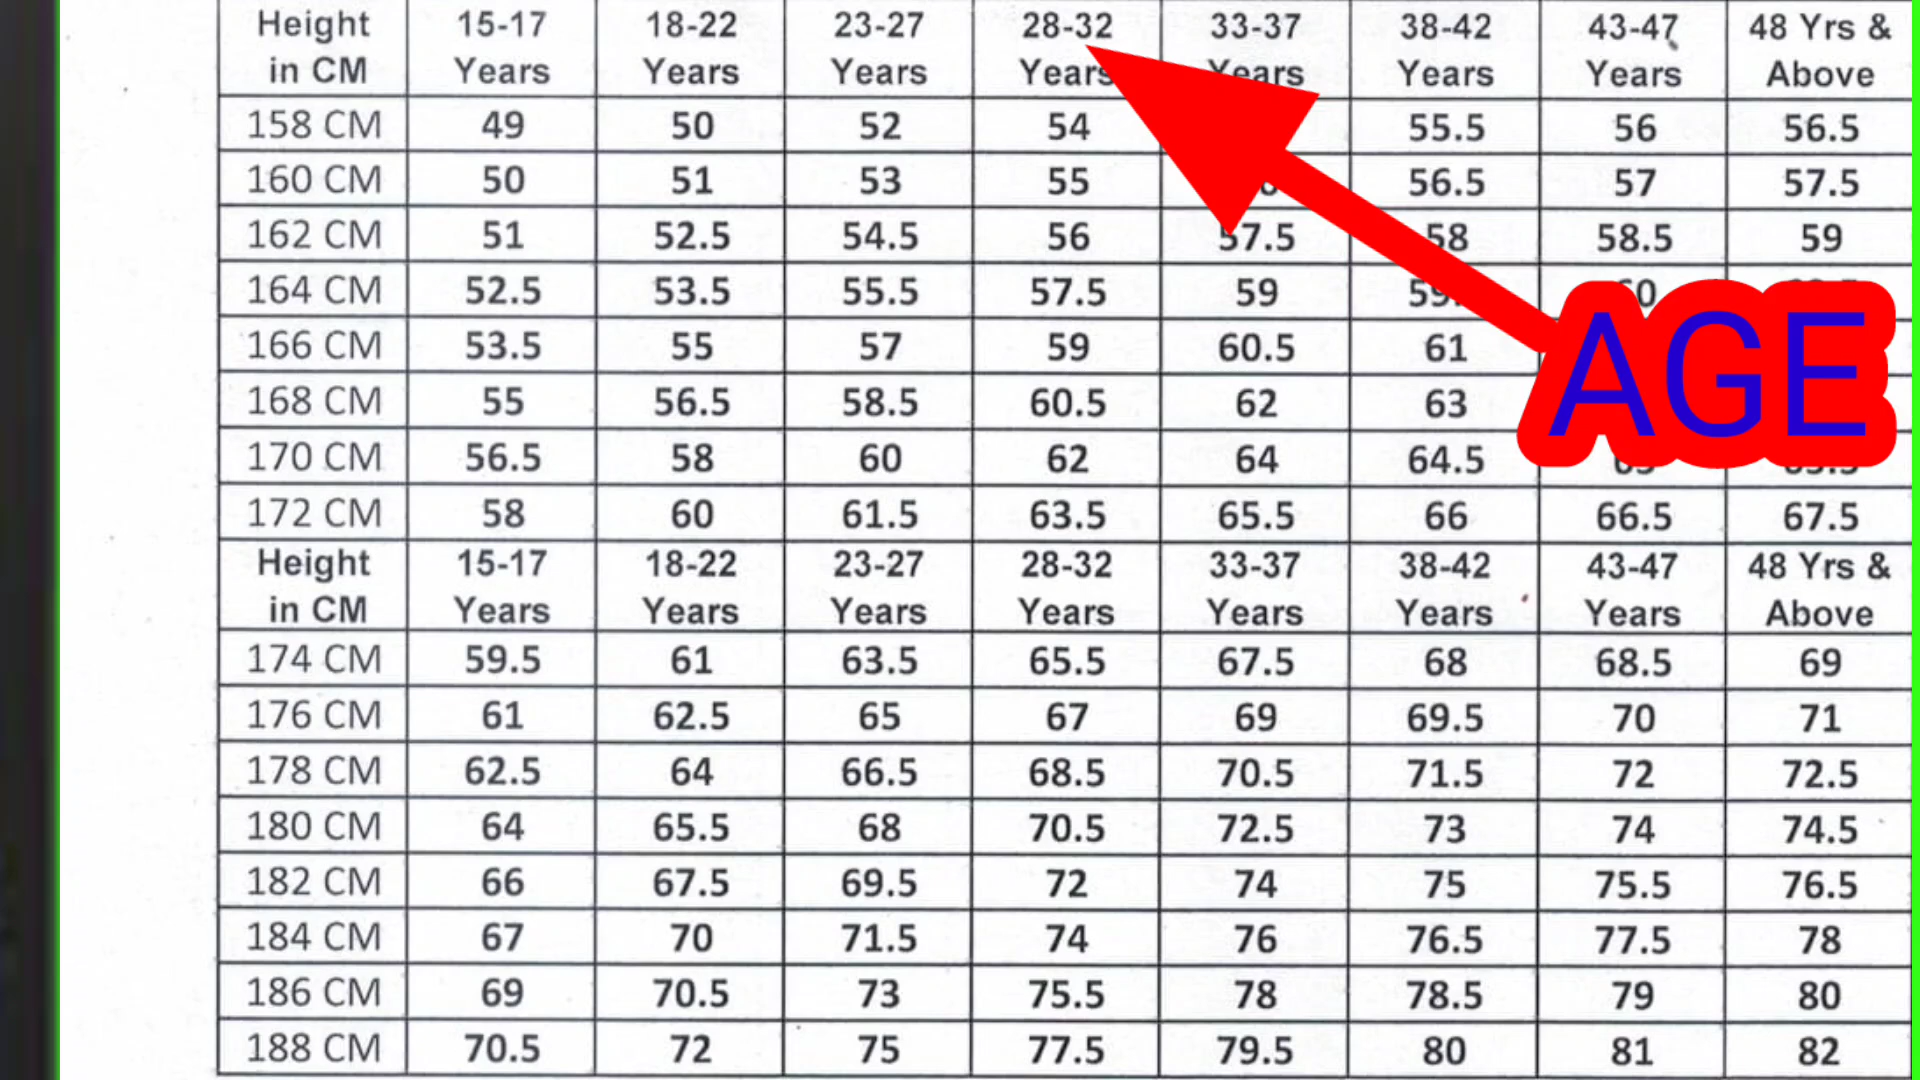 Height in CM 15-17 Years 18-22 Years 23-27 Years 28-32 Years 33-37 Years 38-42 Years 43-47 Years 48 Yrs & Above
158 CM 49 50 52 54 55.5 56 56.5
160 CM 50 51 53 55 56.5 57 57.5
162 CM 51 52.5 54.5 56 57.5 58 58.5 59
164 CM 52.5 53.5 55.5 57.5 59
166 CM 53.5 55 57 59 60.5 61
168 CM 55 56.5 58.5 60.5 62 63
170 CM 56.5 58 60 62 64 64.5
172 CM 58 60 61.5 63.5 65.5 66 66.5 67.5
AGE
Height in CM 15-17 Years 18-22 Years 23-27 Years 28-32 Years 33-37 Years 38-42 Years 43-47 Years 48 Yrs & Above
174 CM 59.5 61 63.5 65.5 67.5 68 68.5 69
176 CM 61 62.5 65 67 69 69.5 70 71
178 CM 62.5 64 66.5 68.5 70.5 71.5 72 72.5
180 CM 64 65.5 68 70.5 72.5 73 74 74.5
182 CM 66 67.5 69.5 72 74 75 75.5 76.5
184 CM 67 70 71.5 74 76 76.5 77.5 78
186 CM 69 70.5 73 75.5 78 78.5 79 80
188 CM 70.5 72 75 77.5 79.5 80 81 82